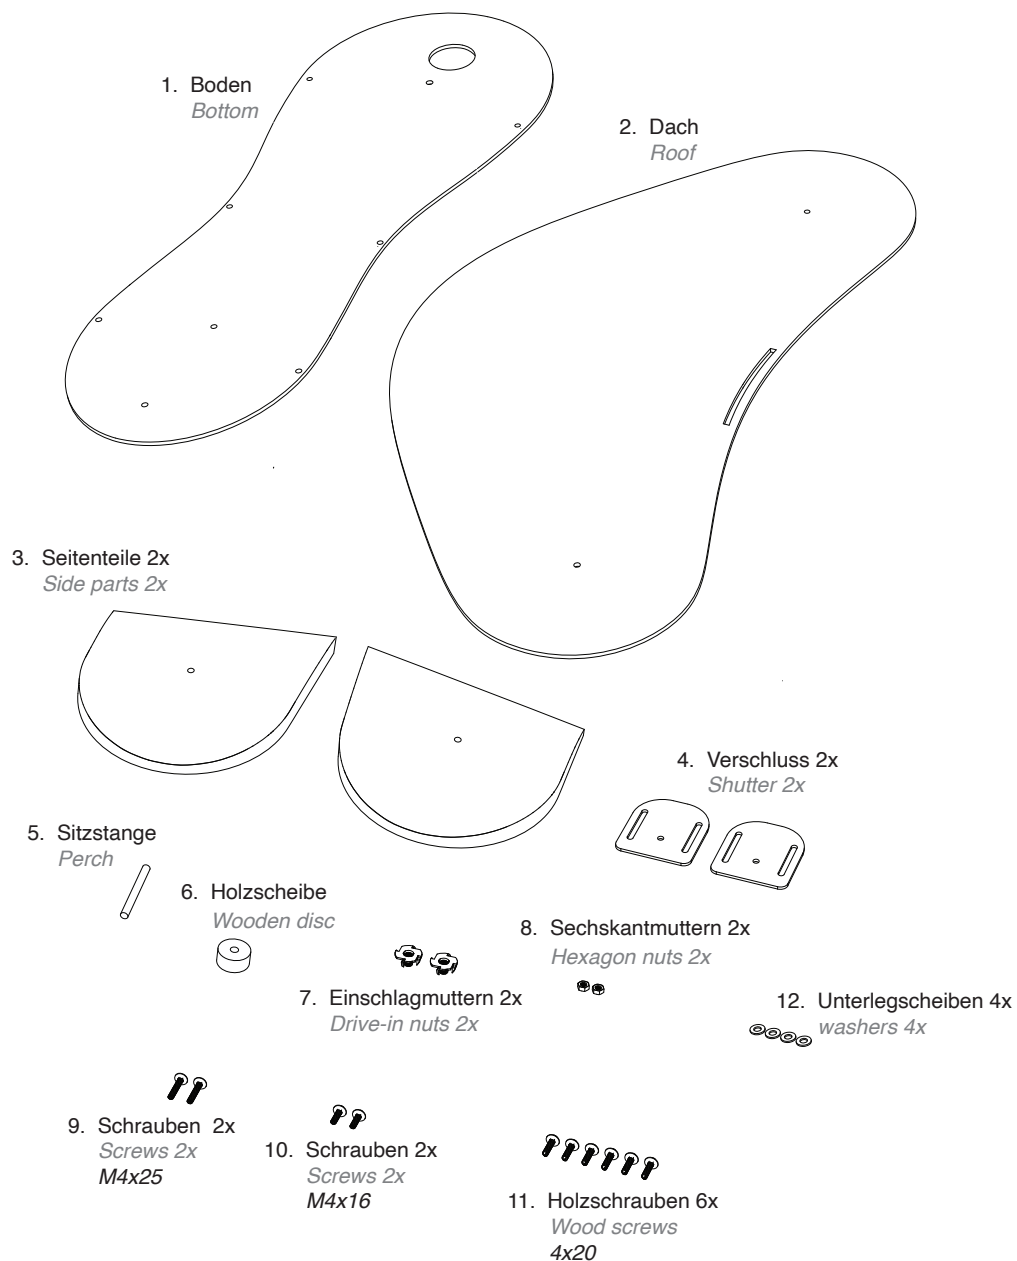 1. Boden
Bottom
2. Dach
Roof
3. Seitenteile 2x
Side parts 2x
4. Verschluss 2x
Shutter 2x
5. Sitzstange
Perch
6. Holzscheibe
Wooden disc
7. Einschlagmuttern 2x
Drive-in nuts 2x
8. Sechskantmuttern 2x
Hexagon nuts 2x
12. Unterlegscheiben 4x
washers 4x
9. Schrauben 2x
Screws 2x
M4x25
10. Schrauben 2x
Screws 2x
M4x16
11. Holzschrauben 6x
Wood screws
4x20